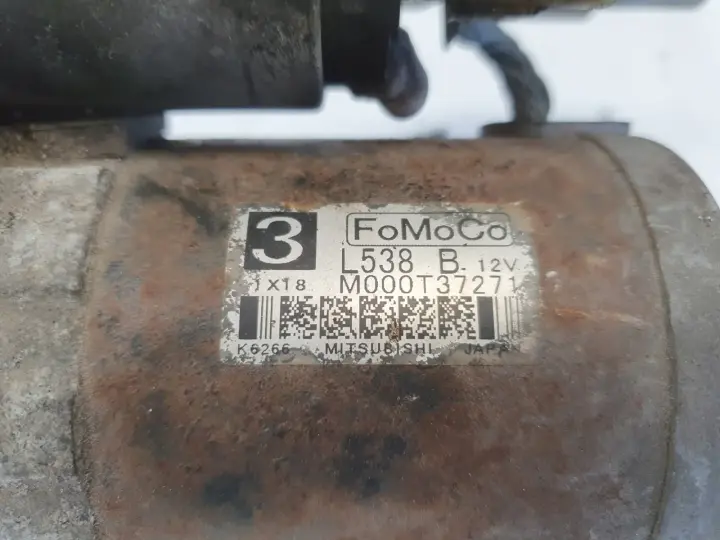 3 FoMoCo
L538 B 12V
1X18 M000T37271
K6266 MITSUBISHI JAPAN